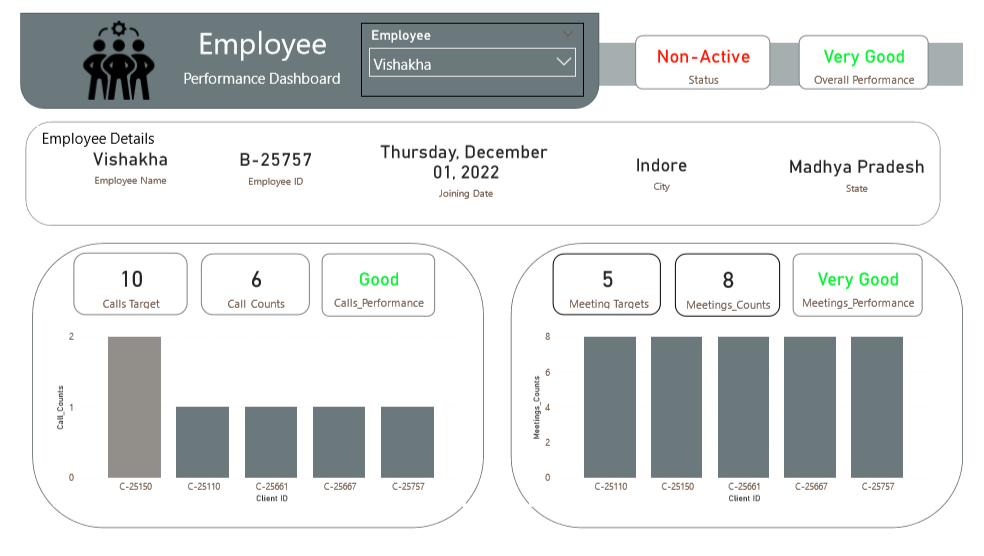 Employee
Performance Dashboard
Employee
Vishakha
Non-Active
Status
Very Good
Overall Performance
Employee Details
Vishakha
Employee Name
B-25757
Employee ID
Thursday, December
01, 2022
Joining Date
Indore
City
Madhya Pradesh
State
10
Calls Target
6
Call_Counts
Good
Calls_Performance
2
1
0
Call_Counts
C-25150 C-25110 C-25661 C-25667 C-25757
Client ID
5
Meeting Targets
8
Meetings_Counts
Very Good
Meetings_Performance
8
6
4
2
0
Meetings_Counts
C-25110 C-25150 C-25661 C-25667 C-25757
Client ID